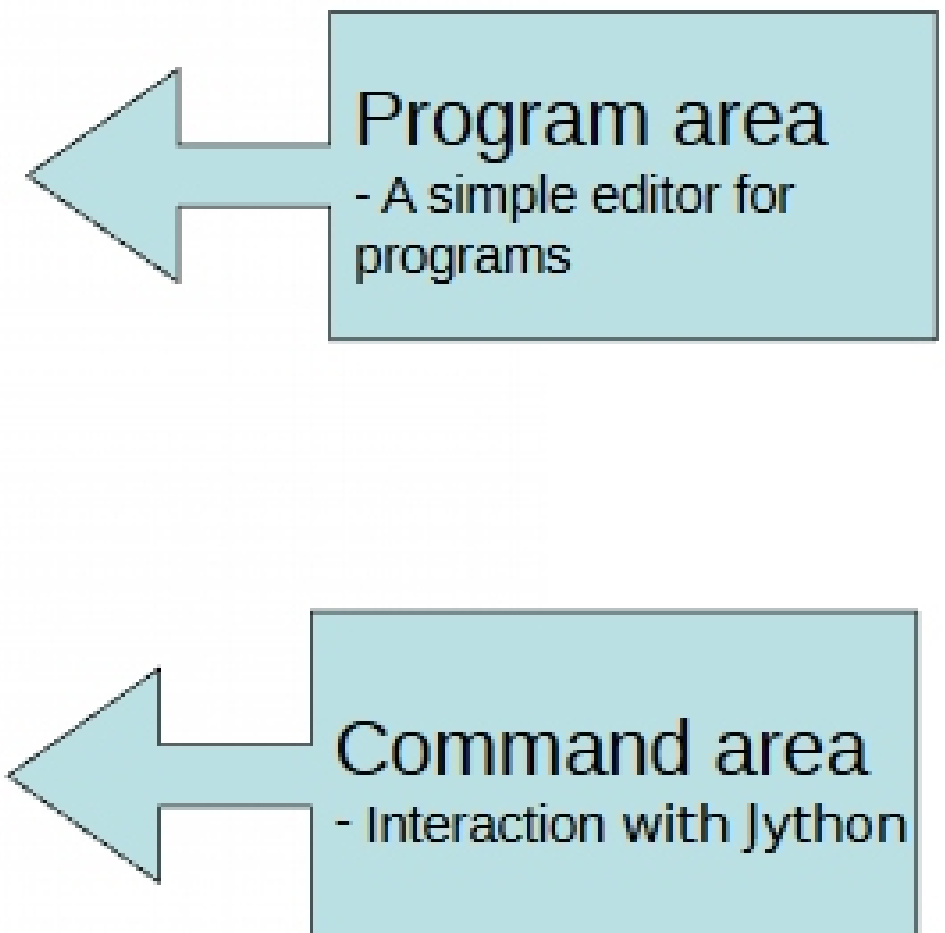 Program area
- A simple editor for
programs
Command area
- Interaction with Jython